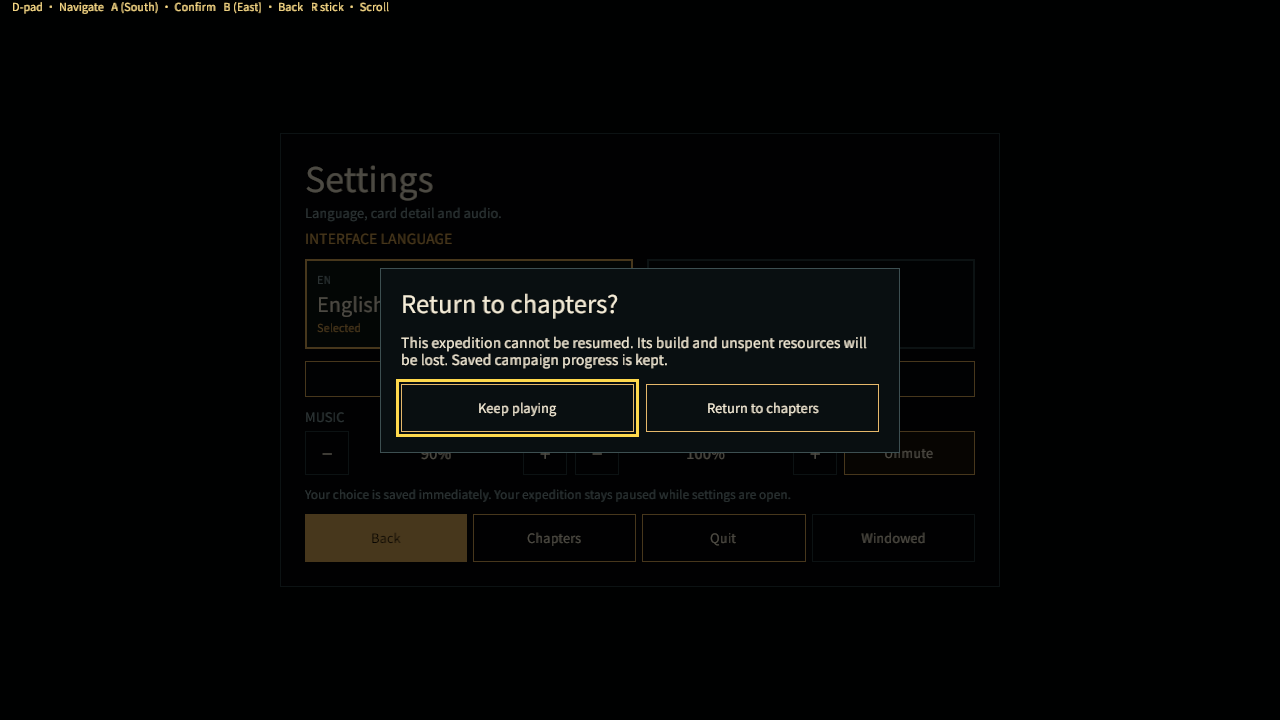 D-pad • Navigate A (South) • Confirm B (East) • Back R stick • Scroll
Settings
Language, card detail and audio.
INTERFACE LANGUAGE
EN
English
Selected
Return to chapters?
This expedition cannot be resumed. Its build and unspent resources will
be lost. Saved campaign progress is kept.
Keep playing
Return to chapters
MUSIC
− 90% + − 100% + Unmute
Your choice is saved immediately. Your expedition stays paused while settings are open.
Back
Chapters
Quit
Windowed